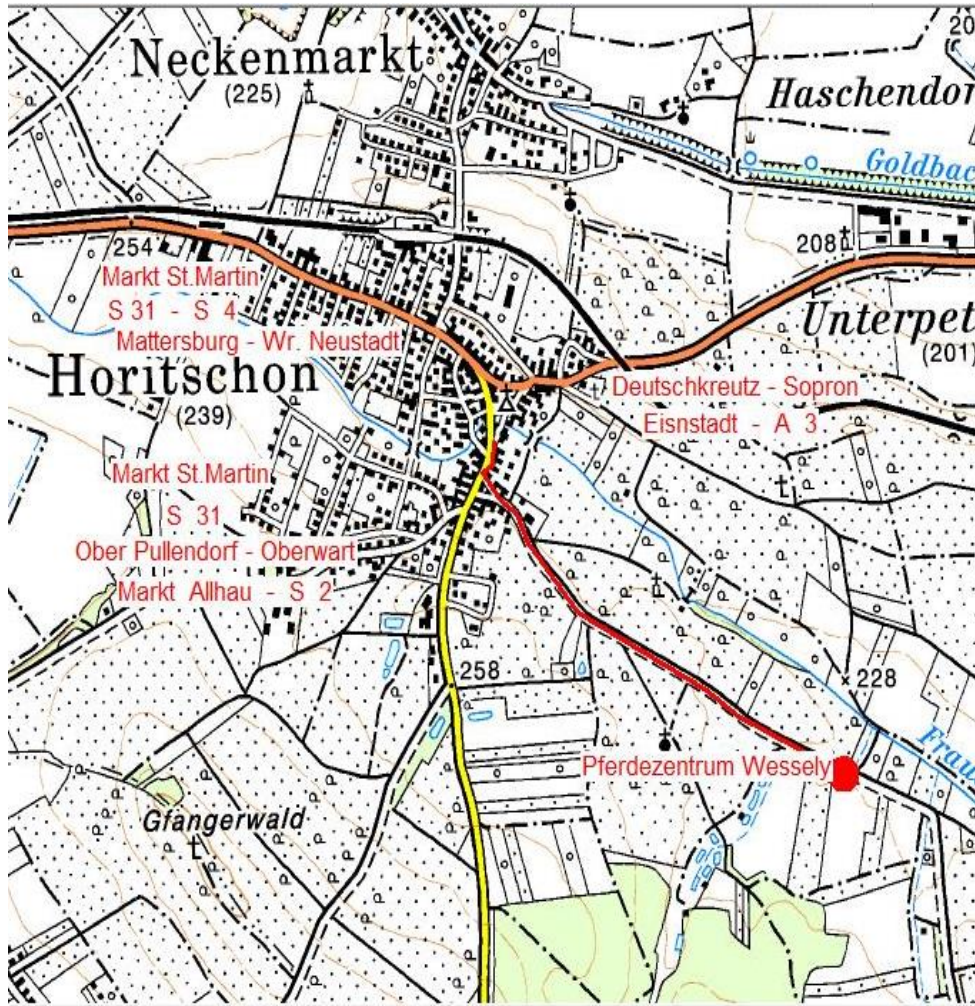 Neckenmarkt
(225)
20
Haschendor
Goldbac
208
254
Markt St.Martin
S 31 - S 4
Mattersburg - Wr. Neustadt
Unterpet
(201)
Horitschon
(239)
Deutschkreutz - Sopron
Eisnstadt - A 3
Markt St.Martin
S 31
Ober Pullendorf - Oberwart
Markt Allhau - S 2
258
228
Frau
Pferdezentrum Wessely
Gfangerwald